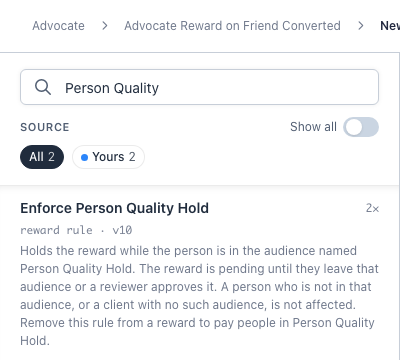 Advocate > Advocate Reward on Friend Converted >
Person Quality
SOURCE Show all
All 2 Yours 2
Enforce Person Quality Hold 2×
reward rule · v10
Holds the reward while the person is in the audience named
Person Quality Hold. The reward is pending until they leave that
audience or a reviewer approves it. A person who is not in that
audience, or a client with no such audience, is not affected.
Remove this rule from a reward to pay people in Person Quality
Hold.